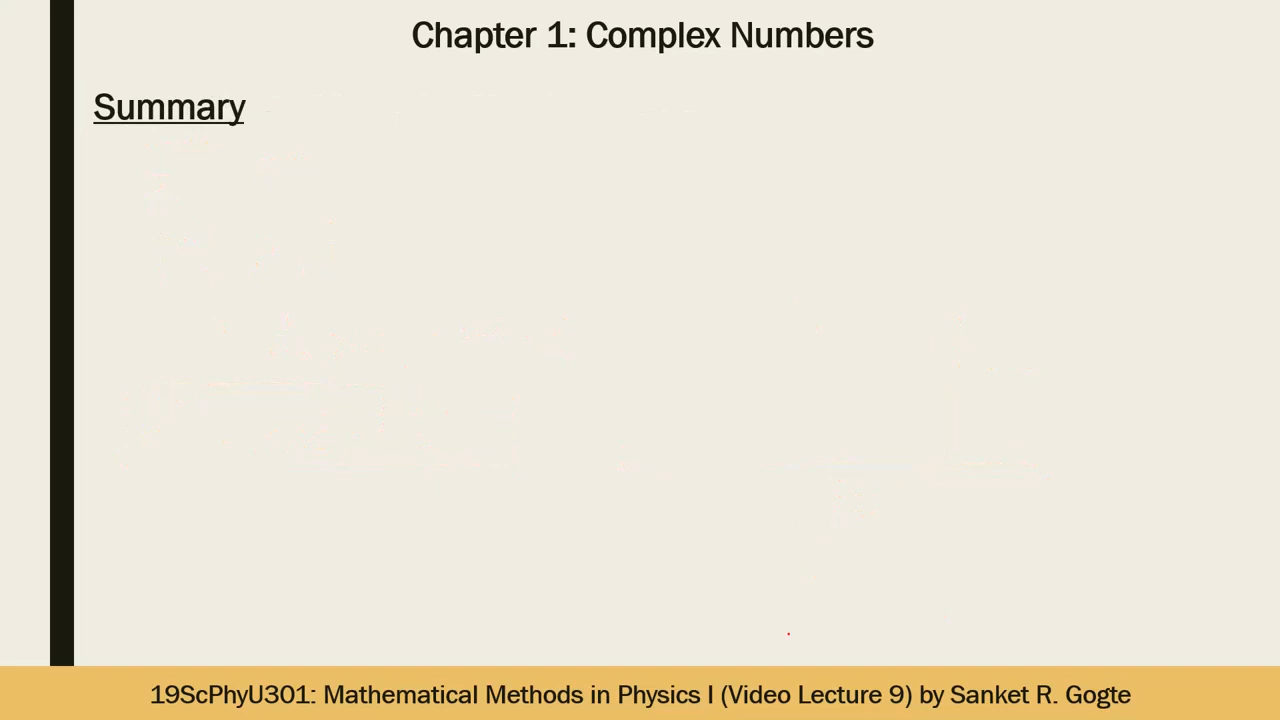 Chapter 1: Complex Numbers
Summary
19ScPhyU301: Mathematical Methods in Physics I (Video Lecture 9) by Sanket R. Gogte